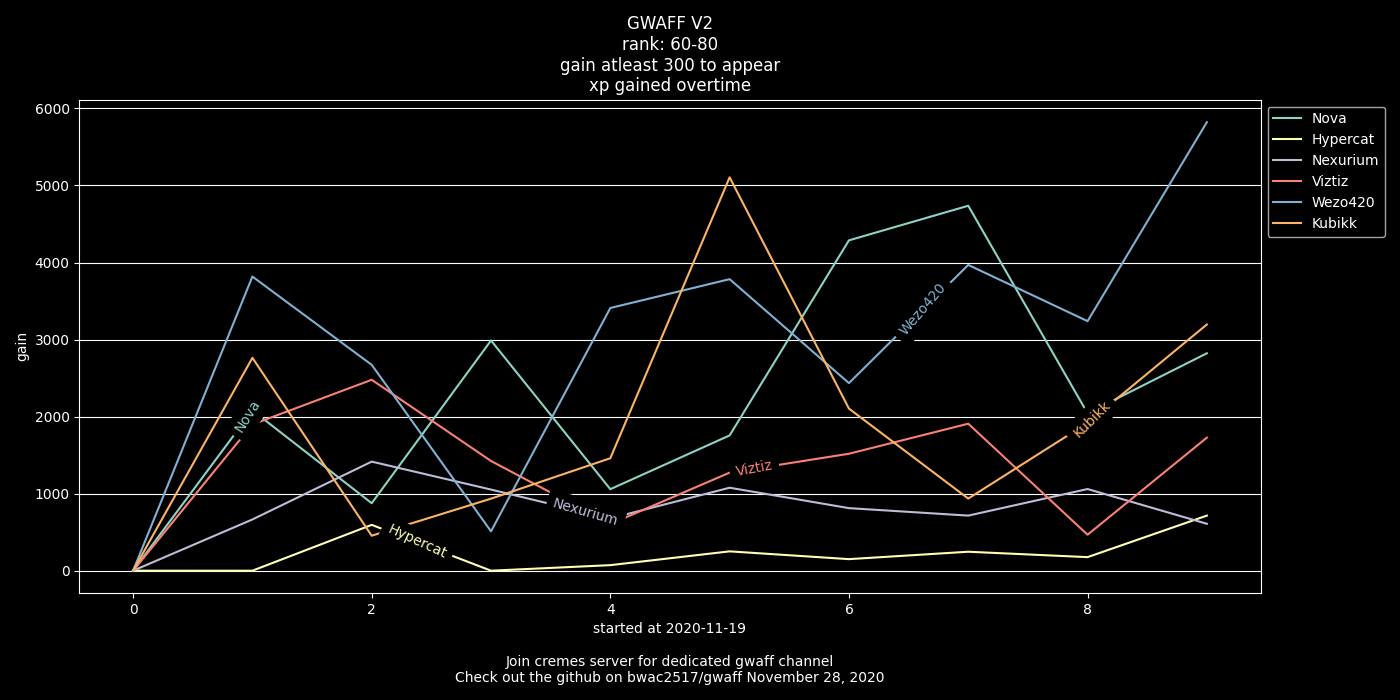 GWAFF V2
rank: 60-80
gain atleast 300 to appear
xp gained overtime
6000
5000
4000
3000
2000
1000
0
gain
0 2 4 6 8
started at 2020-11-19
Nova
Hypercat
Nexurium
Viztiz
Wezo420
Kubikk
Nova
Hypercat
Nexurium
Viztiz
Wezo420
Kubikk
Join cremes server for dedicated gwaff channel
Check out the github on bwac2517/gwaff November 28, 2020